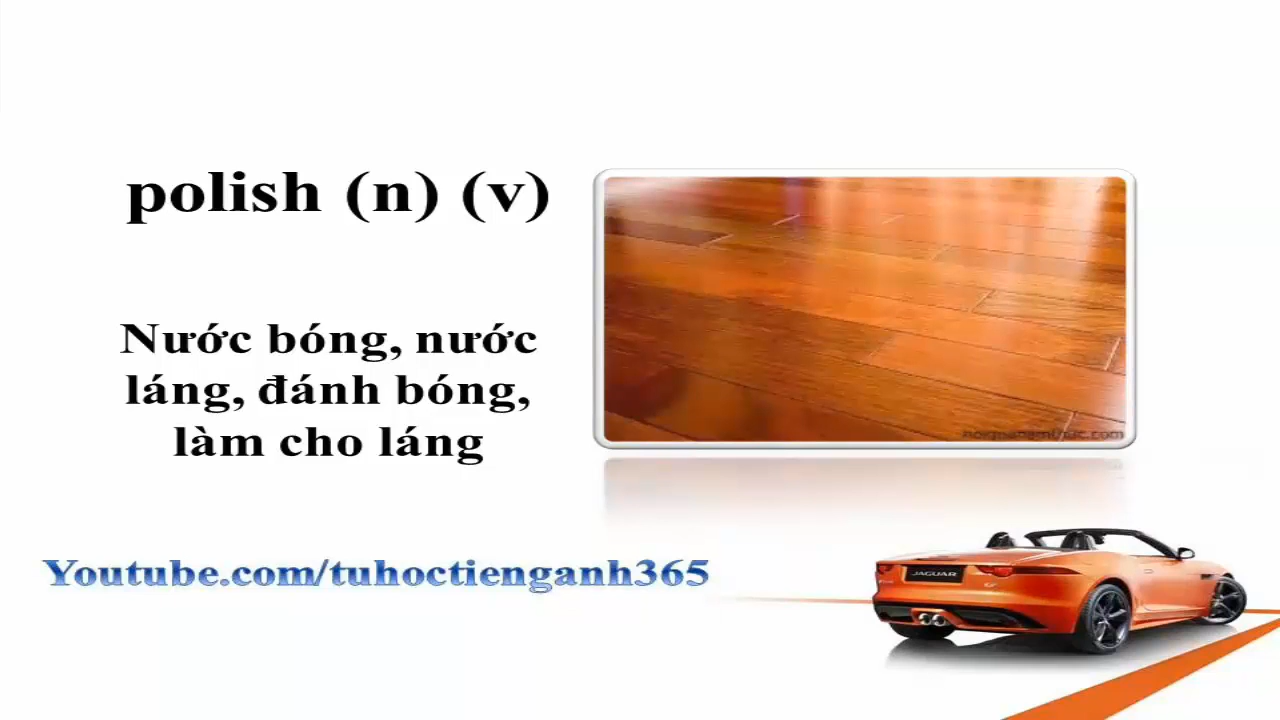 polish (n) (v)
Nước bóng, nước
láng, đánh bóng,
làm cho láng
Youtube.com/tuhoctienganh365
JAGUAR